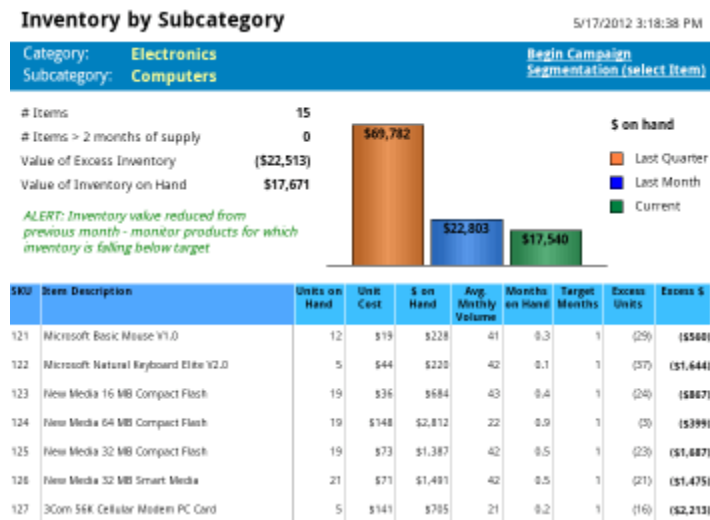 Inventory by Subcategory
5/17/2012 3:18:38 PM
Category: Electronics
Begin Campaign
Subcategory: Computers
Segmentation (select Item)
# Items 15
# Items > 2 months of supply 0
Value of Excess Inventory ($22,513)
Value of Inventory on Hand $17,671
ALERT: Inventory value reduced from
previous month - monitor products for which
inventory is falling below target
$69,782
$22,803
$17,540
$ on hand
Last Quarter
Last Month
Current
SKU Item Description Units on Hand Unit Cost $ on Hand Avg. Mnthly Volume Months on Hand Target Months Excess Units Excess $
121 Microsoft Basic Mouse V1.0 12 $19 $228 41 0.3 1 (29) ($560)
122 Microsoft Natural Keyboard Elite V2.0 5 $44 $220 42 0.1 1 (37) ($1,644)
123 New Media 16 MB Compact Flash 19 $36 $684 43 0.4 1 (24) ($867)
124 New Media 64 MB Compact Flash 19 $148 $2,812 22 0.9 1 (3) ($399)
125 New Media 32 MB Compact Flash 19 $73 $1,387 42 0.5 1 (23) ($1,687)
126 New Media 32 MB Smart Media 21 $71 $1,491 42 0.5 1 (21) ($1,475)
127 3Com 56K Cellular Modem PC Card 5 $141 $705 21 0.2 1 (16) ($2,213)